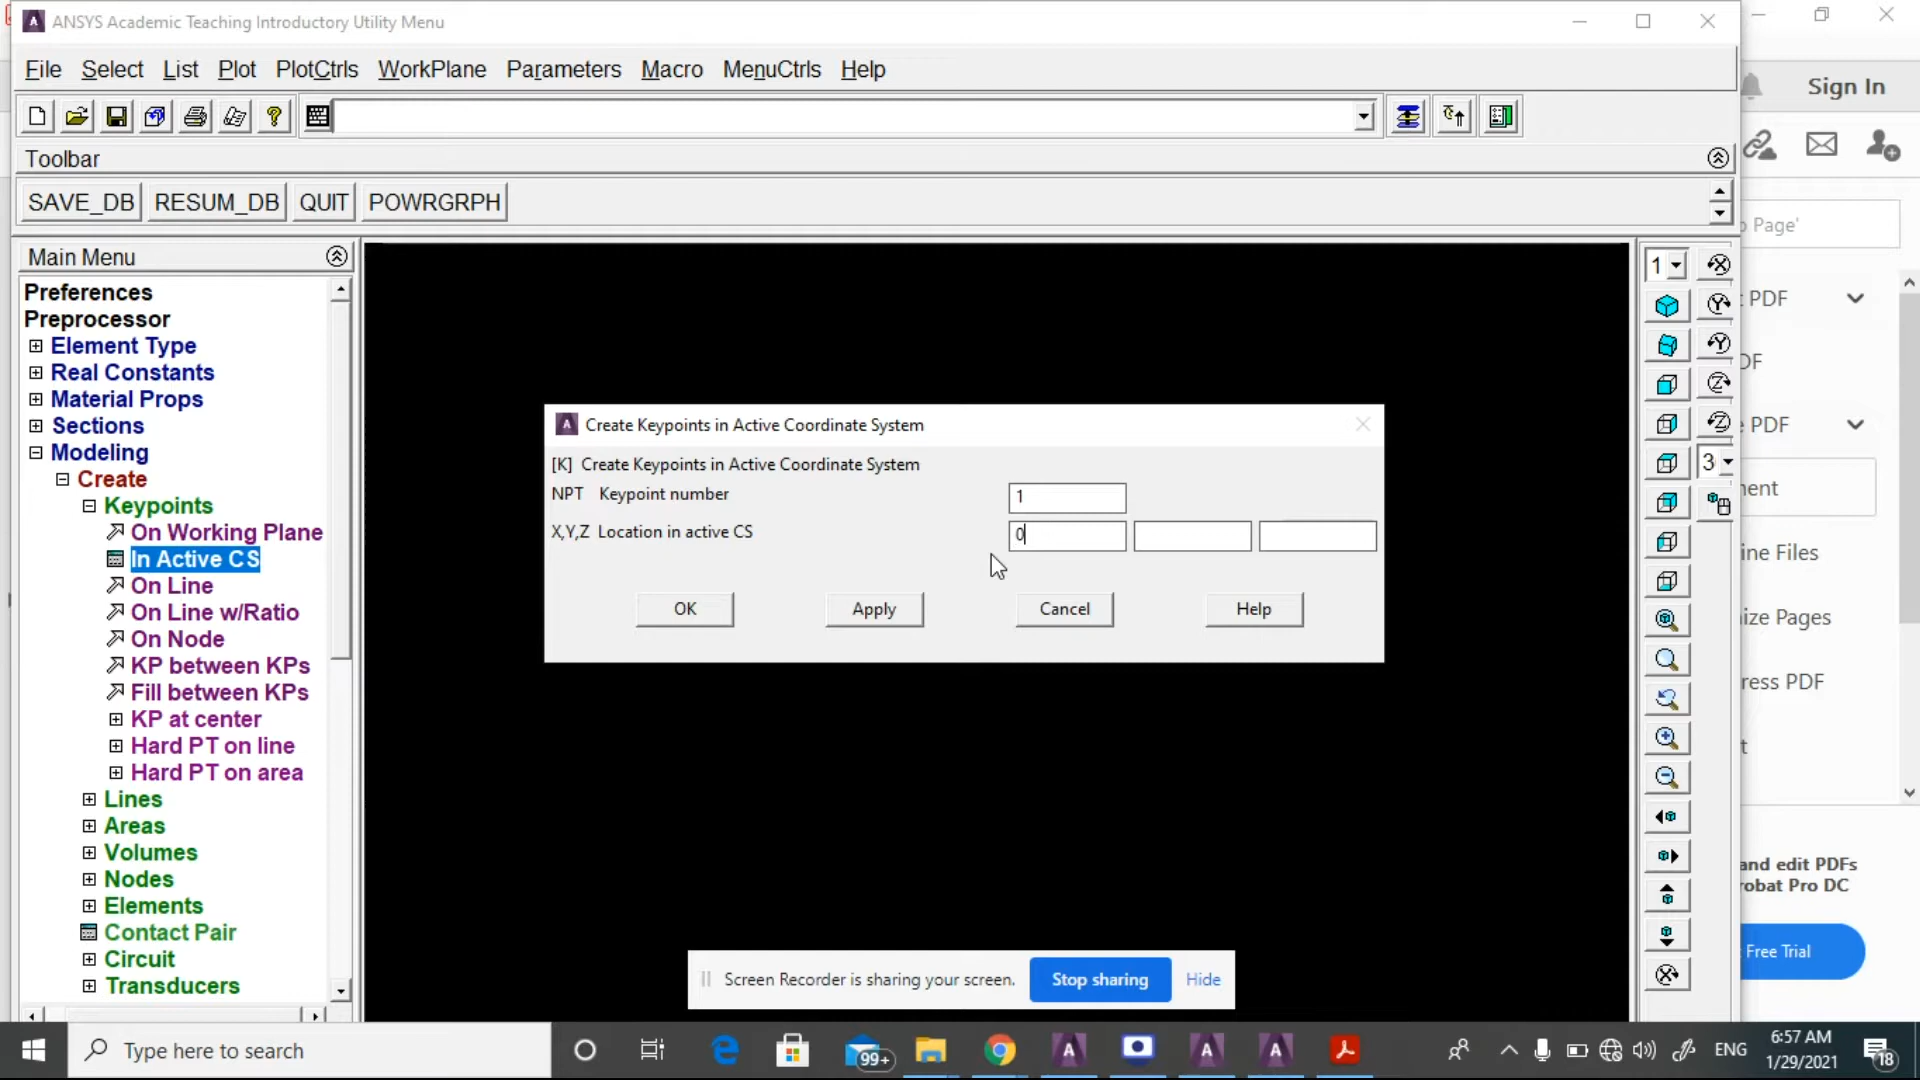 ANSYS Academic Teaching Introductory Utility Menu
File Select List Plot PlotCtrls WorkPlane Parameters Macro MenuCtrls Help
Sign In
Toolbar
SAVE_DB RESUM_DB QUIT POWRGRPH
Page'
Main Menu
Preferences
Preprocessor
Element Type
Real Constants
Material Props
Sections
Modeling
Create
Keypoints
On Working Plane
In Active CS
On Line
On Line w/Ratio
On Node
KP between KPs
Fill between KPs
KP at center
Hard PT on line
Hard PT on area
Lines
Areas
Volumes
Nodes
Elements
Contact Pair
Circuit
Transducers
Create Keypoints in Active Coordinate System
[K] Create Keypoints in Active Coordinate System
NPT Keypoint number 1
X,Y,Z Location in active CS 0
OK Apply Cancel Help
1
3
PDF
DF
PDF
ment
ine Files
ize Pages
ress PDF
t
and edit PDFs
robat Pro DC
Free Trial
Screen Recorder is sharing your screen. Stop sharing Hide
Type here to search
99+
ENG
6:57 AM
1/29/2021
18